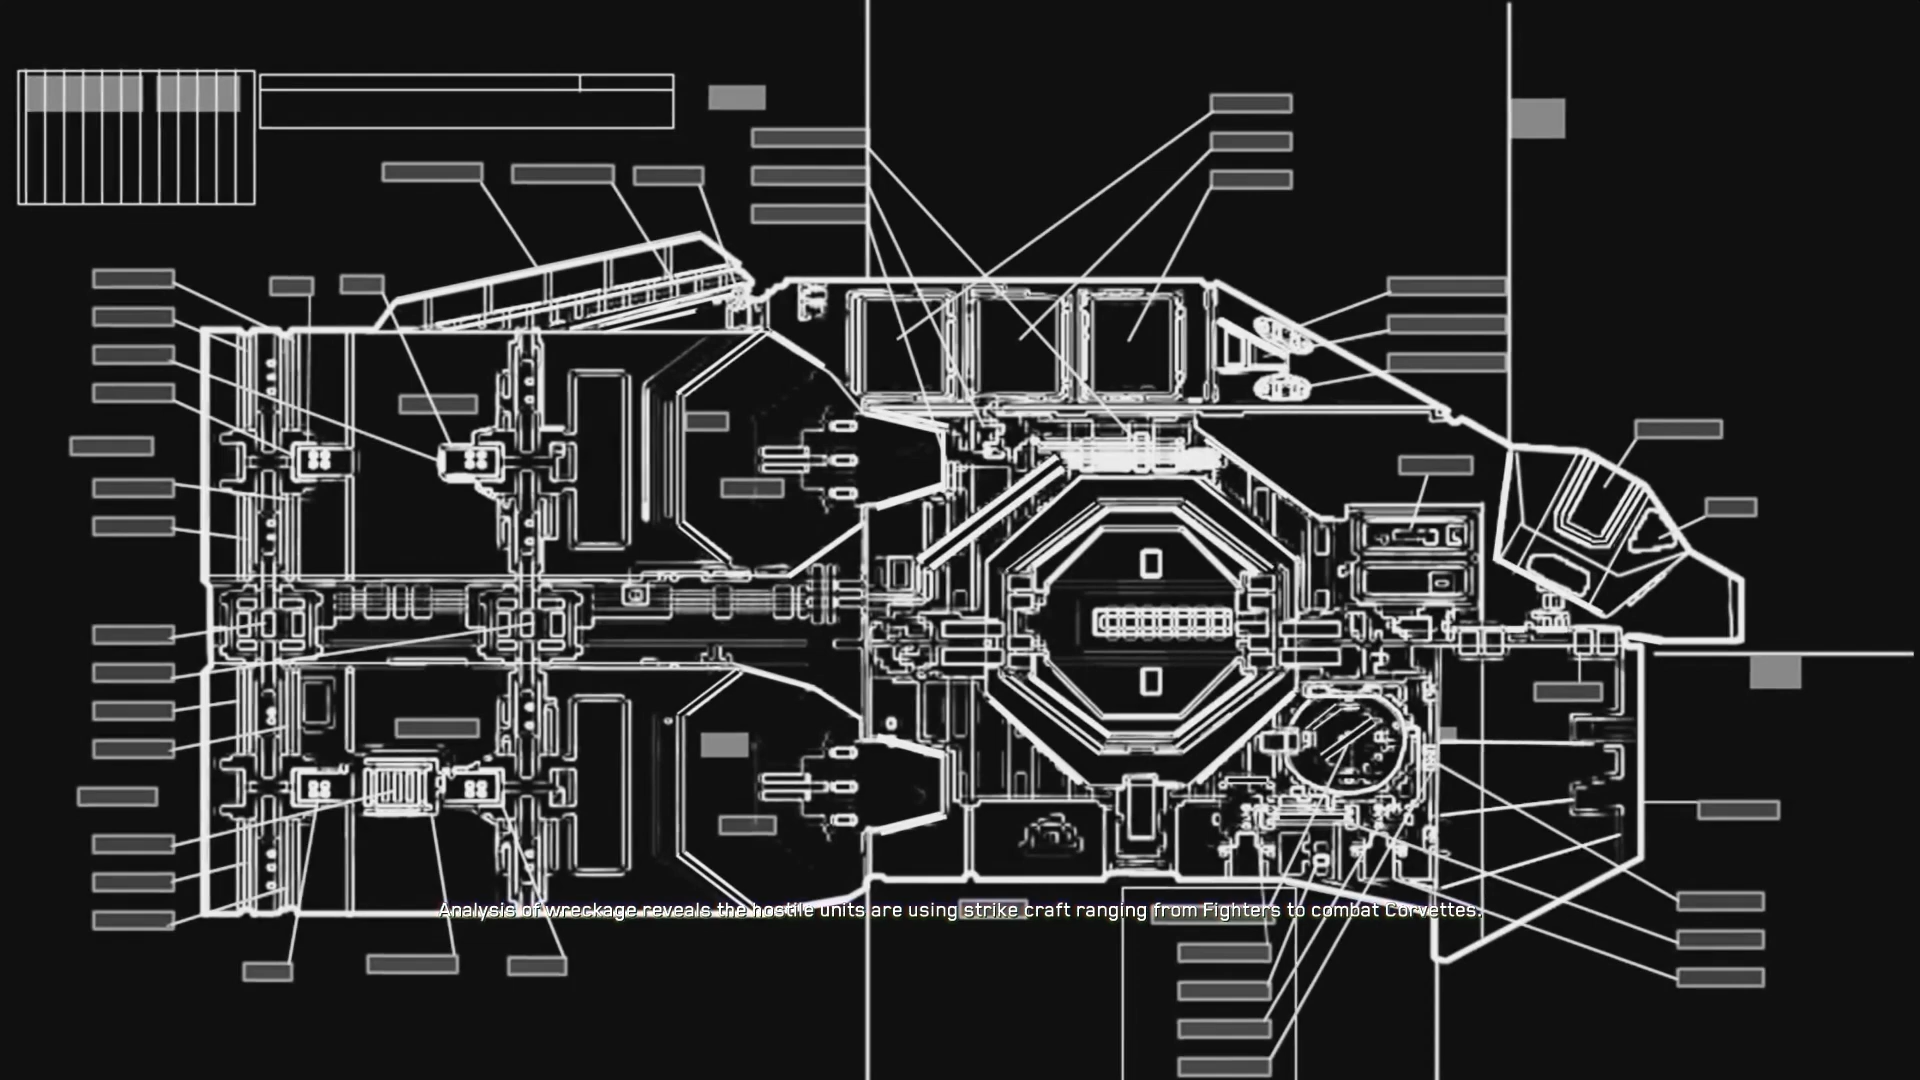 Analysis of wreckage reveals the hostile units are using strike craft ranging from Fighters to combat Corvettes.